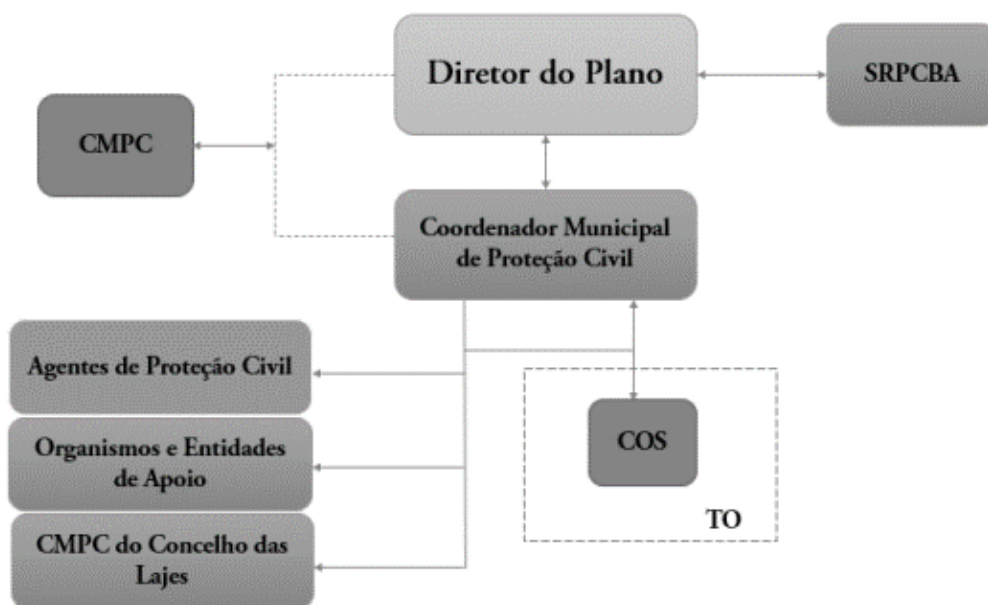 Diretor do Plano
SRPCBA
CMPC
Coordenador Municipal
de Proteção Civil
Agentes de Proteção Civil
Organismos e Entidades
de Apoio
CMPC do Concelho das
Lajes
COS
TO